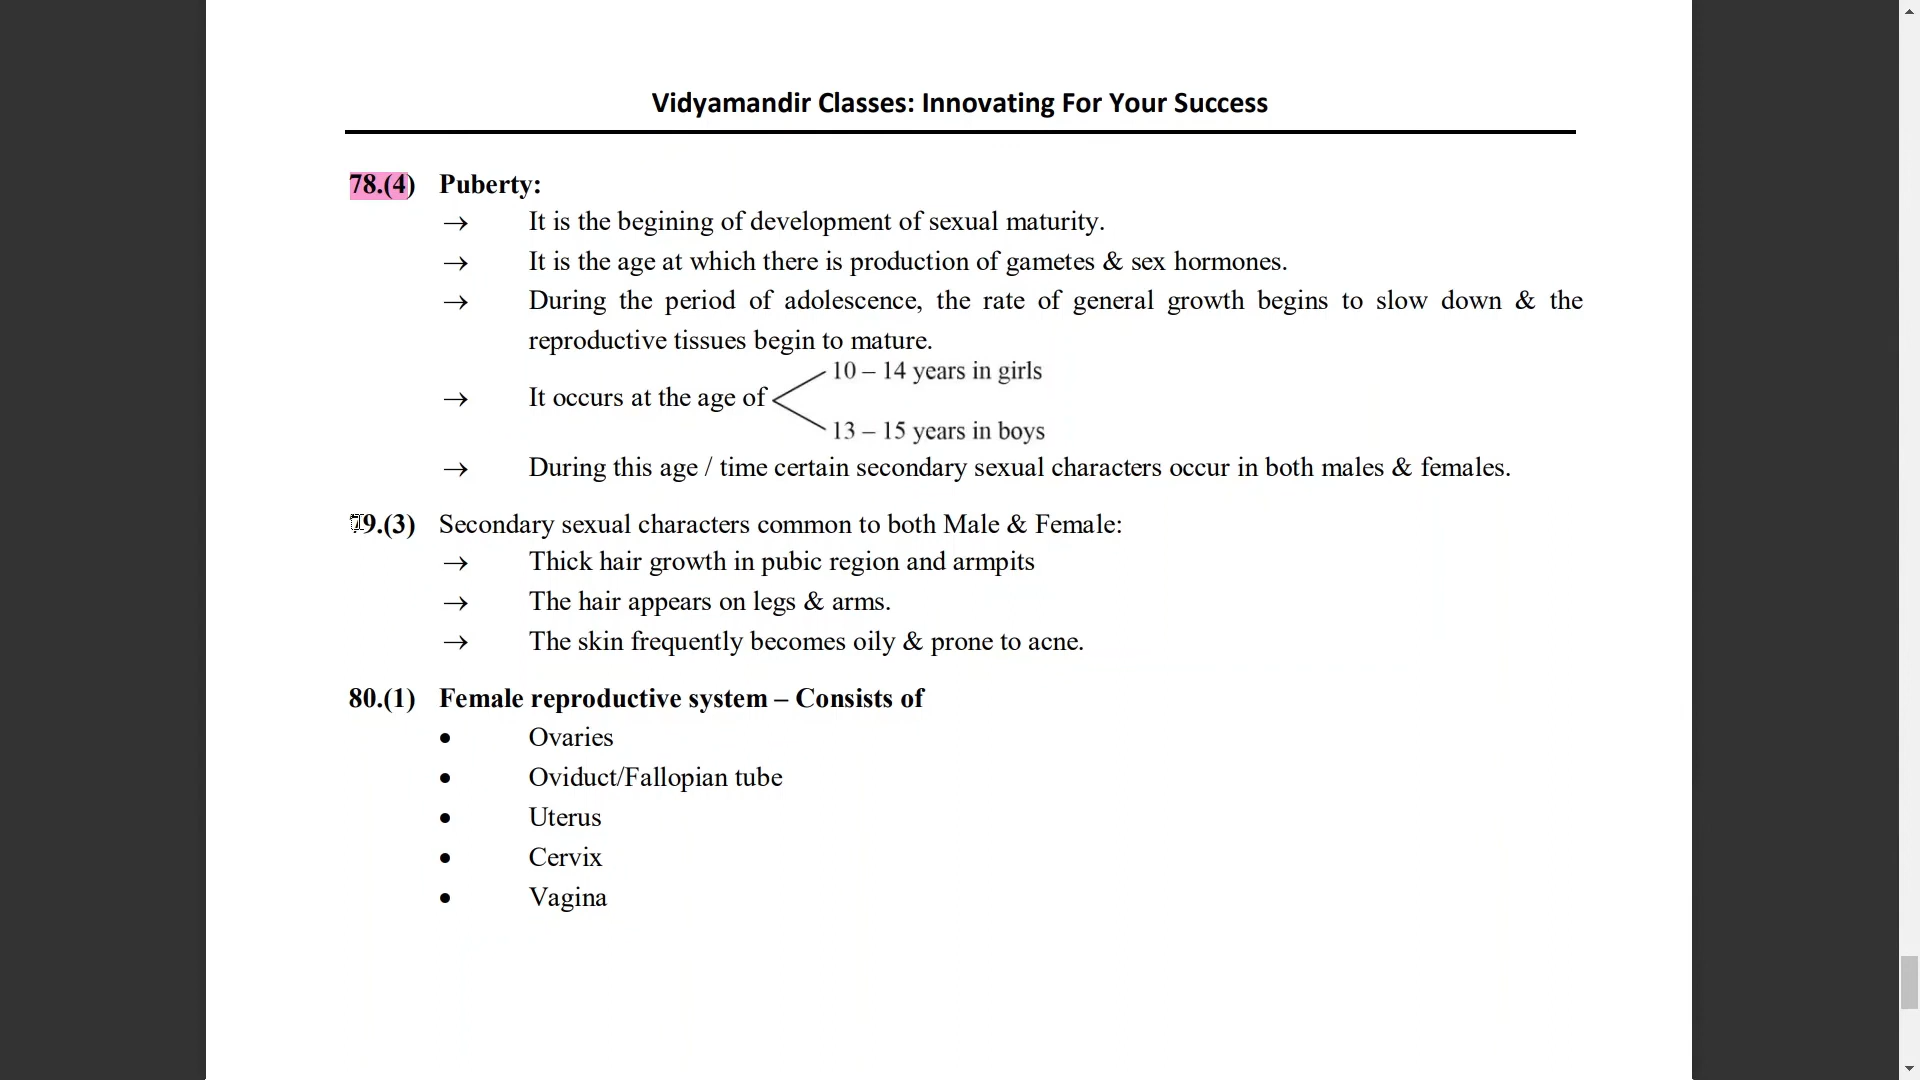 Vidyamandir Classes: Innovating For Your Success
78.(4) Puberty:
→ It is the begining of development of sexual maturity.
→ It is the age at which there is production of gametes & sex hormones.
→ During the period of adolescence, the rate of general growth begins to slow down & the
reproductive tissues begin to mature.
10 – 14 years in girls
→ It occurs at the age of
13 – 15 years in boys
→ During this age / time certain secondary sexual characters occur in both males & females.
79.(3) Secondary sexual characters common to both Male & Female:
→ Thick hair growth in pubic region and armpits
→ The hair appears on legs & arms.
→ The skin frequently becomes oily & prone to acne.
80.(1) Female reproductive system – Consists of
• Ovaries
• Oviduct/Fallopian tube
• Uterus
• Cervix
• Vagina